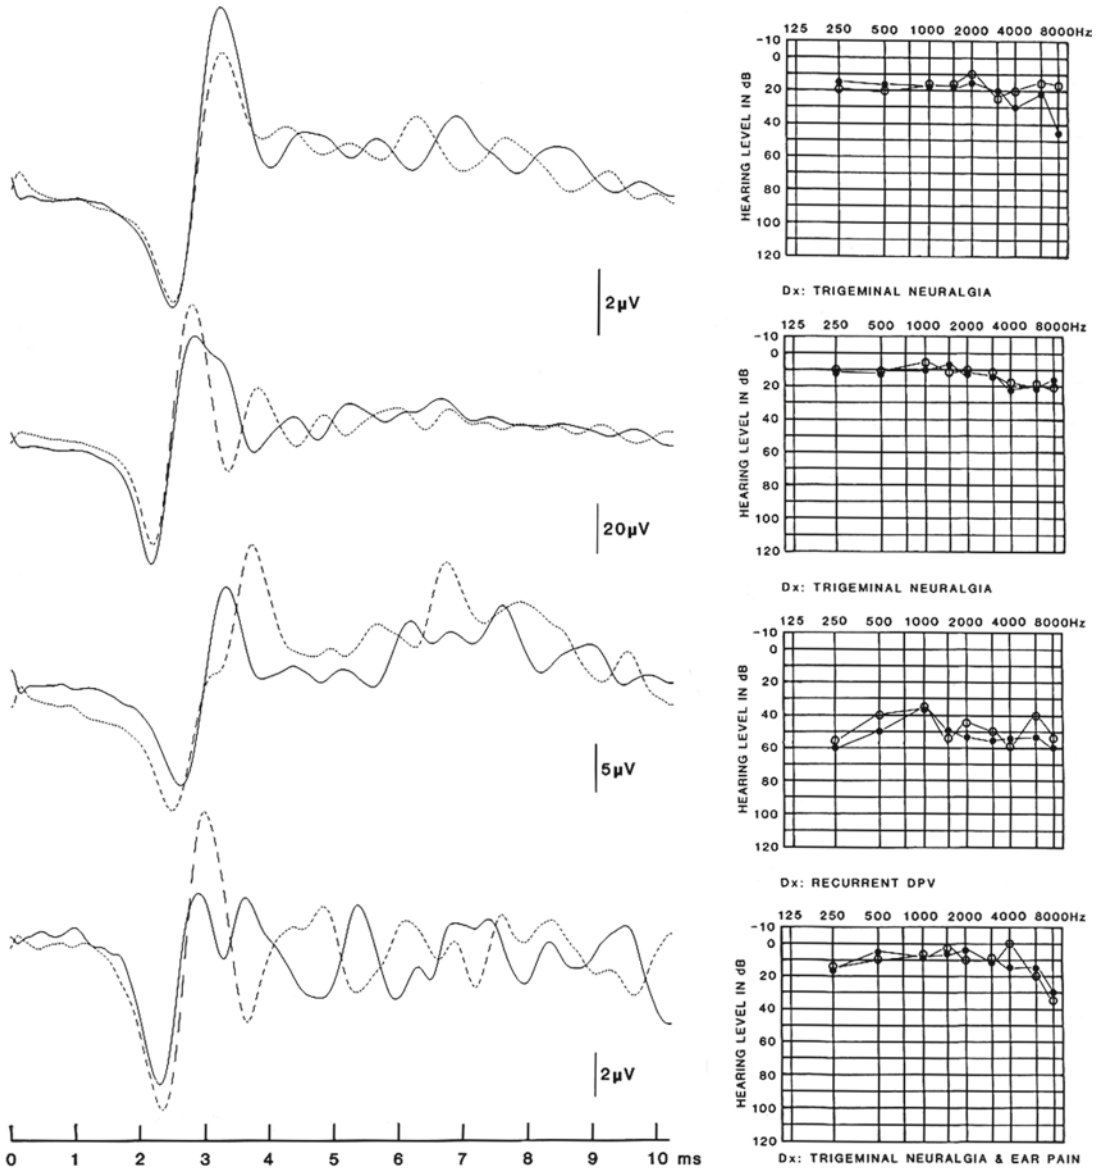 125 250 500 1000 2000 4000 8000Hz
-10
0
20
40
60
80
100
120
HEARING LEVEL IN dB
Dx: TRIGEMINAL NEURALGIA
2µV
125 250 500 1000 2000 4000 8000Hz
-10
0
20
40
60
80
100
120
HEARING LEVEL IN dB
Dx: TRIGEMINAL NEURALGIA
20µV
125 250 500 1000 2000 4000 8000Hz
-10
0
20
40
60
80
100
120
HEARING LEVEL IN dB
Dx: RECURRENT DPV
5µV
125 250 500 1000 2000 4000 8000Hz
-10
0
20
40
60
80
100
120
HEARING LEVEL IN dB
Dx: TRIGEMINAL NEURALGIA & EAR PAIN
2µV
0 1 2 3 4 5 6 7 8 9 10 ms